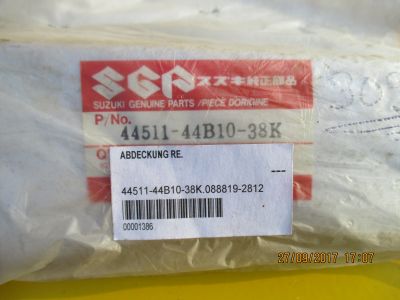 SGP スズキ純正部品
SUZUKI GENUINE PARTS/PIECE D'ORIGINE
P/No.
44511-44B10-38K
ABDECKUNG RE.
---
44511-44B10-38K.088819-2812
00001386
27/09/2017 17:07